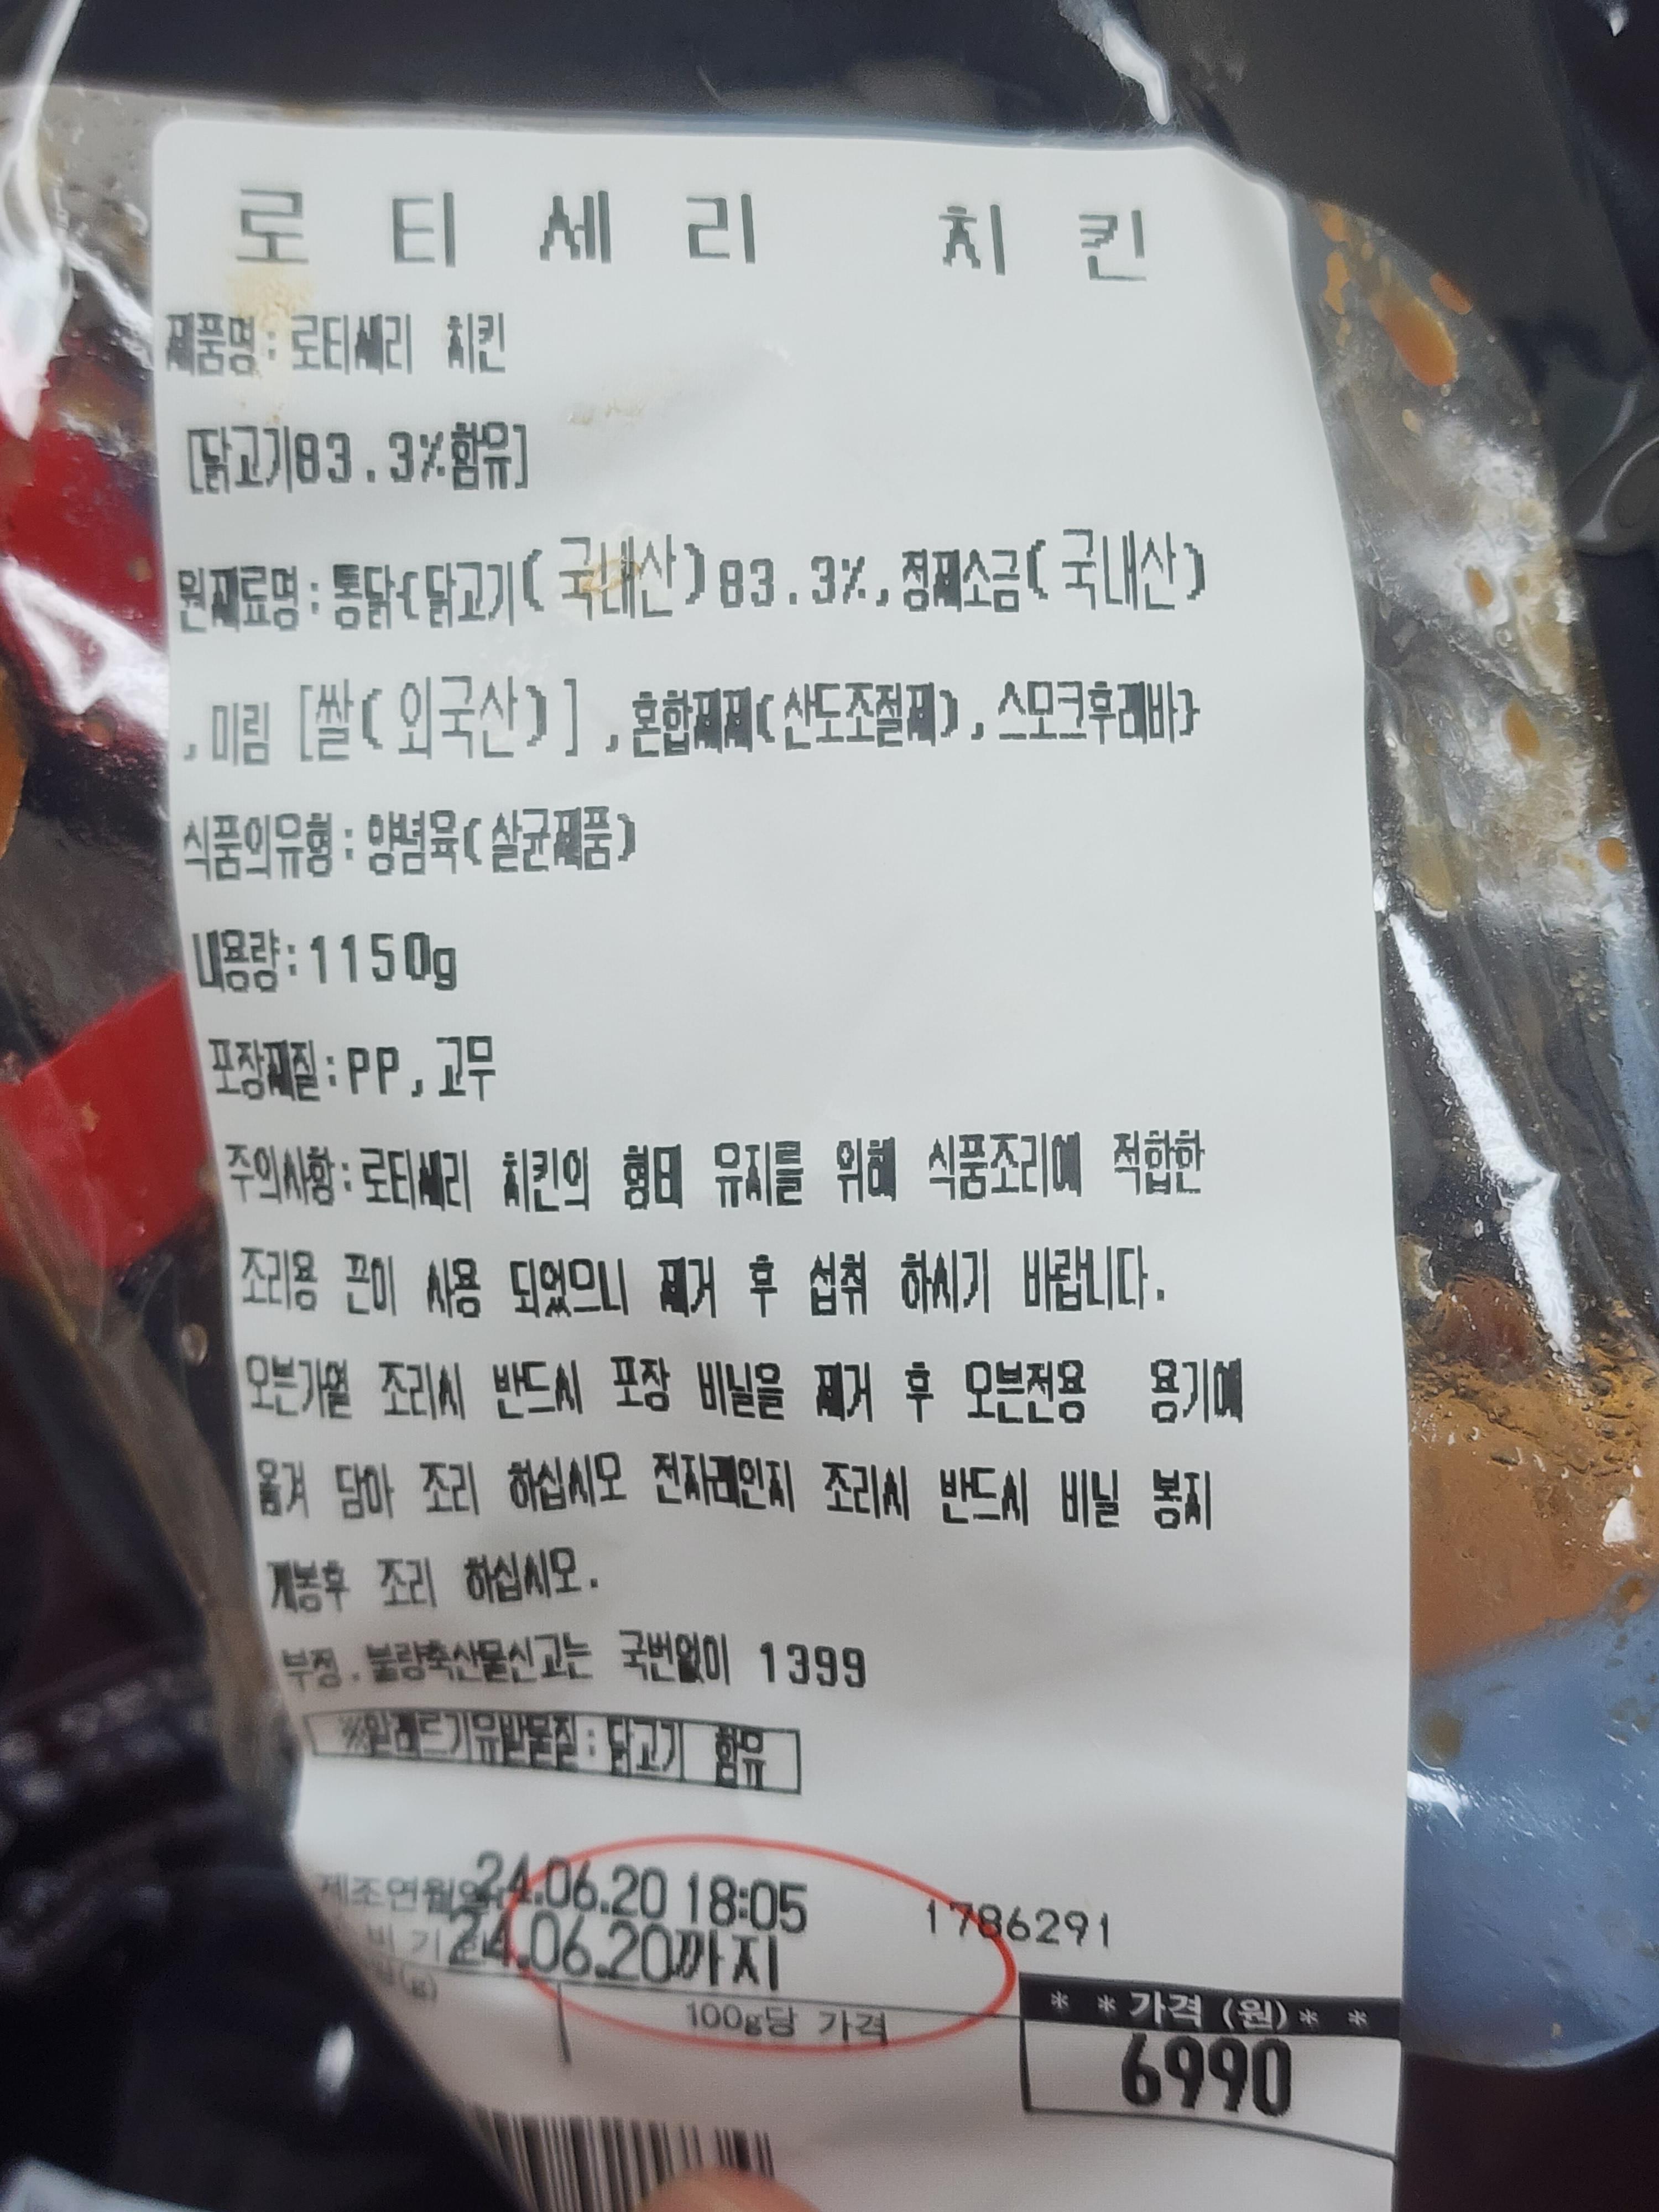 로티세리 치킨
제품명:로티세리 치킨
[닭고기83.3%함유]
원재료명:통닭{닭고기(국내산)83.3%,정제소금(국내산)
,미림[쌀(외국산)],혼합제제(산도조절제),스모크후레바}
식품의유형:양념육(살균제품)
내용량:1150g
포장재질:PP,고무
주의사항:로티세리 치킨의 형태 유지를 위해 식품조리에 적합한
조리용 끈이 사용 되었으니 제거 후 섭취 하시기 바랍니다.
오븐가열 조리시 반드시 포장 비닐을 제거 후 오븐전용 용기에
옮겨 담아 조리 하십시오 전자레인지 조리시 반드시 비닐 봉지
개봉후 조리 하십시오.
부정.불량축산물신고는 국번없이 1399
※알레르기유발물질:닭고기 함유
제조연월일 24.06.20 18:05
1786291
24.06.20까지
(g)
100g당 가격
* * 가격 (원) * *
6990